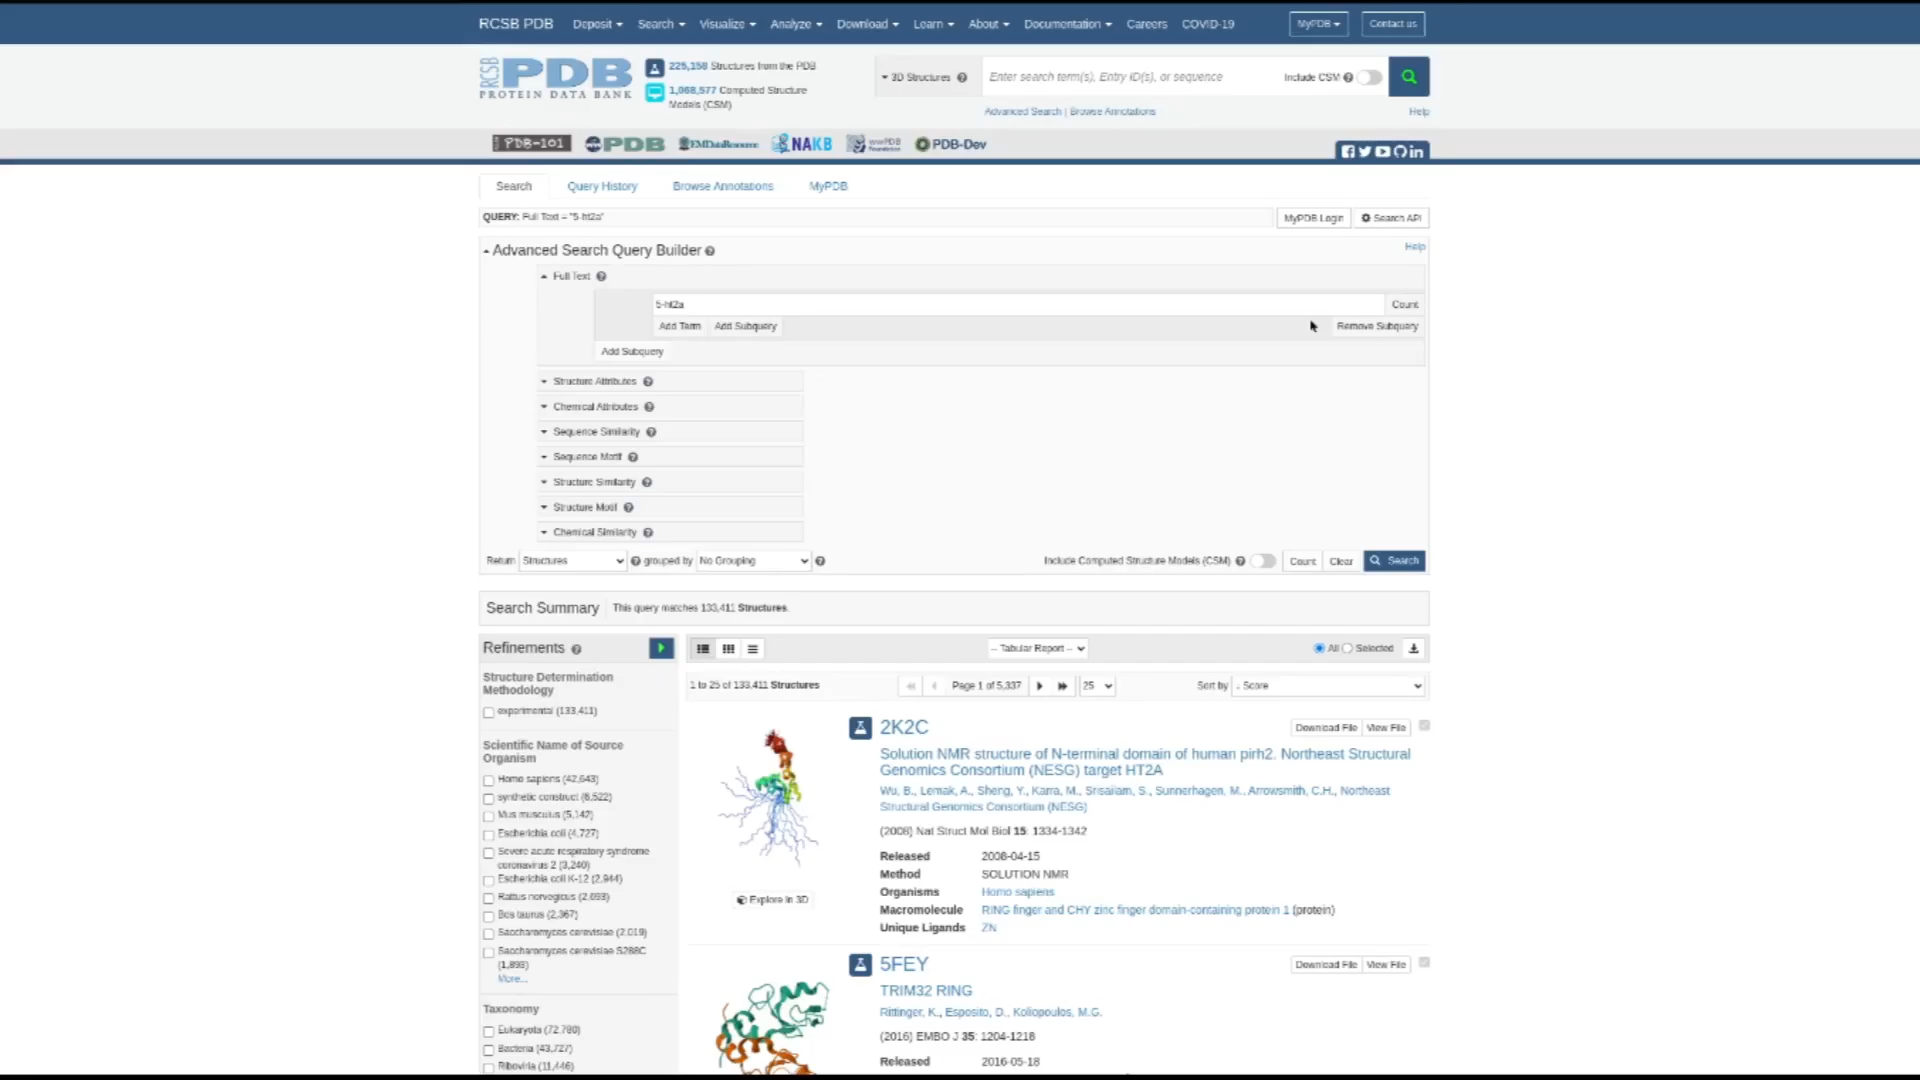 RCSB PDB Deposit Search Visualize Analyze Download Learn About Documentation Careers COVID-19 MyPDB Contact us
RCSB PDB
PROTEIN DATA BANK
225,158 Structures from the PDB
1,068,577 Computed Structure
Models (CSM)
3D Structures
Enter search term(s), Entry ID(s), or sequence
Include CSM
Advanced Search | Browse Annotations
Help
PDB-101 PDB EMDataResource NAKB wwPDB Foundation PDB-Dev
Search Query History Browse Annotations MyPDB
QUERY: Full Text = "5-ht2a"
MyPDB Login Search API
Advanced Search Query Builder
Help
Full Text
5-ht2a
Count
Add Term Add Subquery Remove Subquery
Add Subquery
Structure Attributes
Chemical Attributes
Sequence Similarity
Sequence Motif
Structure Similarity
Structure Motif
Chemical Similarity
Return Structures grouped by No Grouping
Include Computed Structure Models (CSM) Count Clear Search
Search Summary This query matches 133,411 Structures.
Refinements
Structure Determination
Methodology
experimental (133,411)
Scientific Name of Source
Organism
Homo sapiens (42,643)
synthetic construct (6,522)
Mus musculus (5,142)
Escherichia coli (4,727)
Severe acute respiratory syndrome
coronavirus 2 (3,240)
Escherichia coli K-12 (2,944)
Rattus norvegicus (2,693)
Bos taurus (2,367)
Saccharomyces cerevisiae (2,019)
Saccharomyces cerevisiae S288C
(1,893)
More...
Taxonomy
Eukaryota (72,780)
Bacteria (43,727)
Riboviria (11,446)
-- Tabular Report --
All Selected
1 to 25 of 133,411 Structures
Page 1 of 5,337
25
Sort by Score
2K2C
Download File View File
Solution NMR structure of N-terminal domain of human pirh2. Northeast Structural
Genomics Consortium (NESG) target HT2A
Wu, B., Lemak, A., Sheng, Y., Karra, M., Srisailam, S., Sunnerhagen, M., Arrowsmith, C.H., Northeast
Structural Genomics Consortium (NESG)
(2008) Nat Struct Mol Biol 15: 1334-1342
Released 2008-04-15
Method SOLUTION NMR
Organisms Homo sapiens
Macromolecule RING finger and CHY zinc finger domain-containing protein 1 (protein)
Unique Ligands ZN
Explore in 3D
5FEY
Download File View File
TRIM32 RING
Rittinger, K., Esposito, D., Koliopoulos, M.G.
(2016) EMBO J 35: 1204-1218
Released 2016-05-18